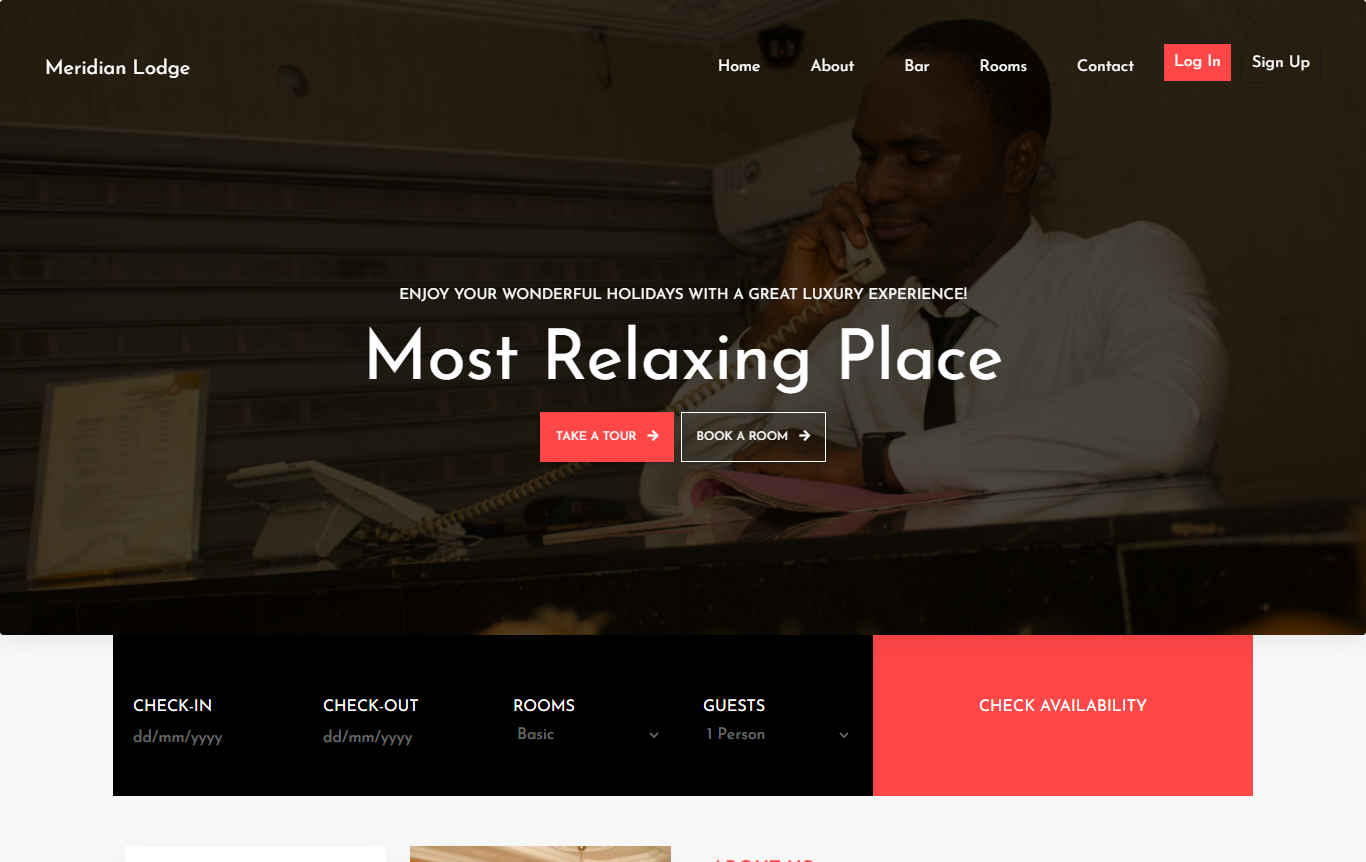 Meridian Lodge
Home About Bar Rooms Contact Log In Sign Up
ENJOY YOUR WONDERFUL HOLIDAYS WITH A GREAT LUXURY EXPERIENCE!
Most Relaxing Place
TAKE A TOUR BOOK A ROOM
CHECK-IN CHECK-OUT ROOMS GUESTS CHECK AVAILABILITY
dd/mm/yyyy dd/mm/yyyy Basic 1 Person
ABOUT US